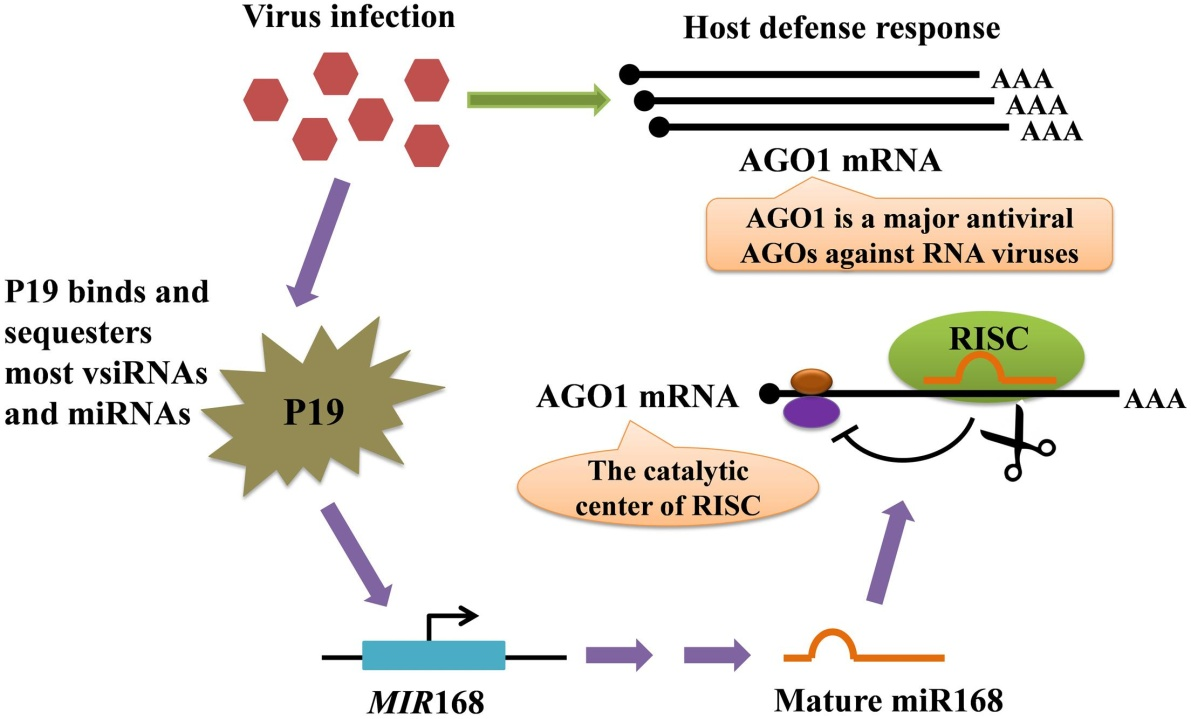 Virus infection
Host defense response
AAA
AAA
AAA
AGO1 mRNA
AGO1 is a major antiviral
AGOs against RNA viruses
P19 binds and
sequesters
most vsiRNAs
and miRNAs
P19
RISC
AGO1 mRNA
AAA
The catalytic
center of RISC
MIR168
Mature miR168